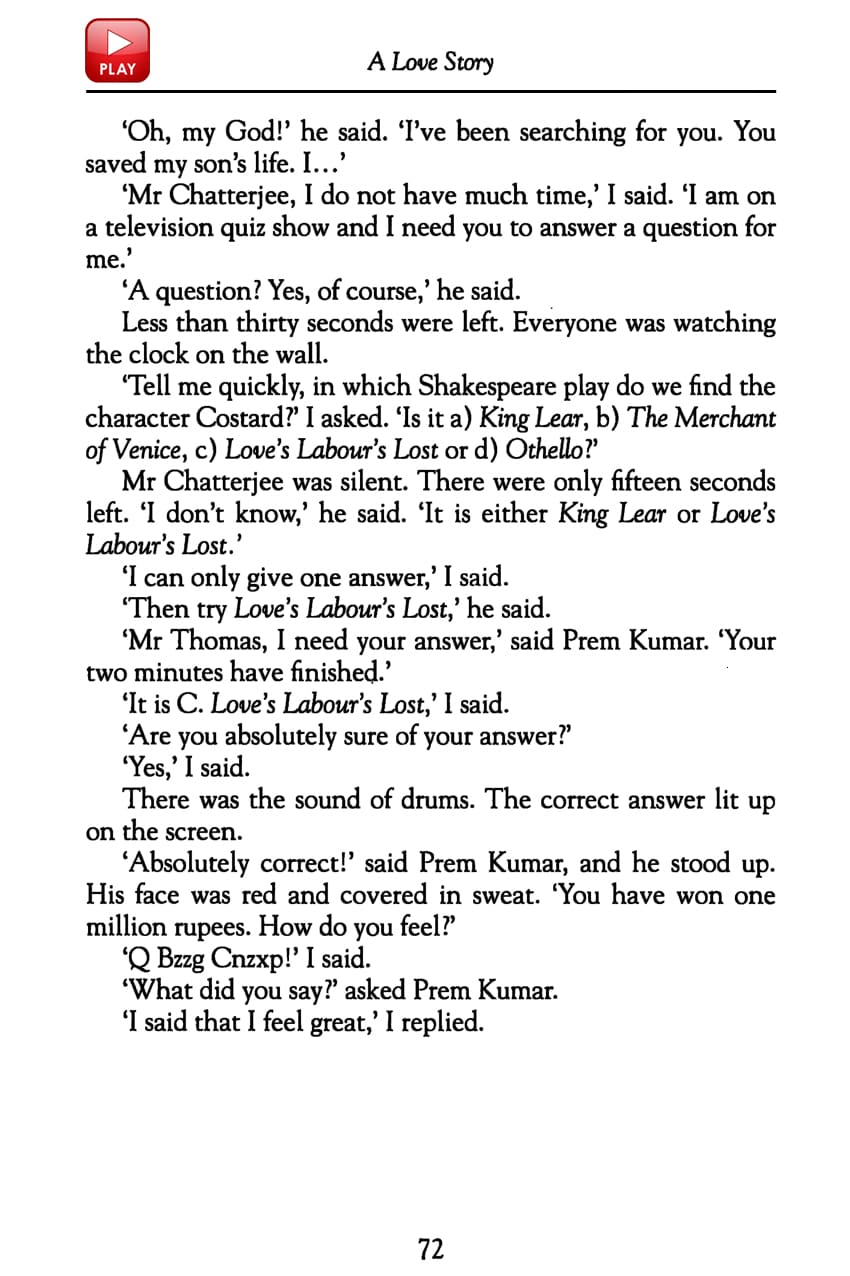 PLAY
A Love Story
‘Oh, my God!’ he said. ‘I’ve been searching for you. You
saved my son’s life. I…’
‘Mr Chatterjee, I do not have much time,’ I said. ‘I am on
a television quiz show and I need you to answer a question for
me.’
‘A question? Yes, of course,’ he said.
Less than thirty seconds were left. Everyone was watching
the clock on the wall.
‘Tell me quickly, in which Shakespeare play do we find the
character Costard?’ I asked. ‘Is it a) King Lear, b) The Merchant
of Venice, c) Love’s Labour’s Lost or d) Othello?’
Mr Chatterjee was silent. There were only fifteen seconds
left. ‘I don’t know,’ he said. ‘It is either King Lear or Love’s
Labour’s Lost.’
‘I can only give one answer,’ I said.
‘Then try Love’s Labour’s Lost,’ he said.
‘Mr Thomas, I need your answer,’ said Prem Kumar. ‘Your
two minutes have finished.’
‘It is C. Love’s Labour’s Lost,’ I said.
‘Are you absolutely sure of your answer?’
‘Yes,’ I said.
There was the sound of drums. The correct answer lit up
on the screen.
‘Absolutely correct!’ said Prem Kumar, and he stood up.
His face was red and covered in sweat. ‘You have won one
million rupees. How do you feel?’
‘Q Bzzg Cnzxp!’ I said.
‘What did you say?’ asked Prem Kumar.
‘I said that I feel great,’ I replied.
72